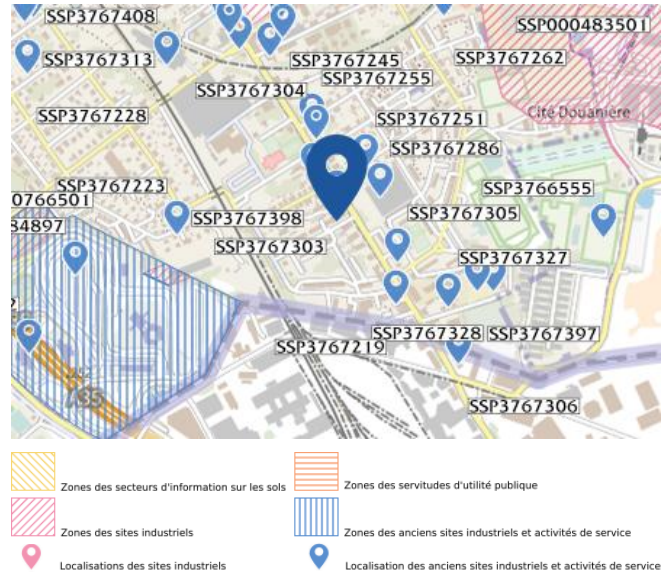 SSP3767408
SSP000483501
SSP3767313
SSP3767245
SSP3767262
SSP3767255
SSP3767304
SSP3767228
SSP3767251
Cité Douanière
SSP3767286
SSP3767223
SSP3766555
0766501
SSP3767398
SSP3767305
84897
SSP3767303
SSP3767327
SSP3767328
SSP3767397
SSP3767219
SSP3767306
Zones des secteurs d'information sur les sols
Zones des servitudes d'utilité publique
Zones des sites industriels
Zones des anciens sites industriels et activités de service
Localisations des sites industriels
Localisation des anciens sites industriels et activités de service